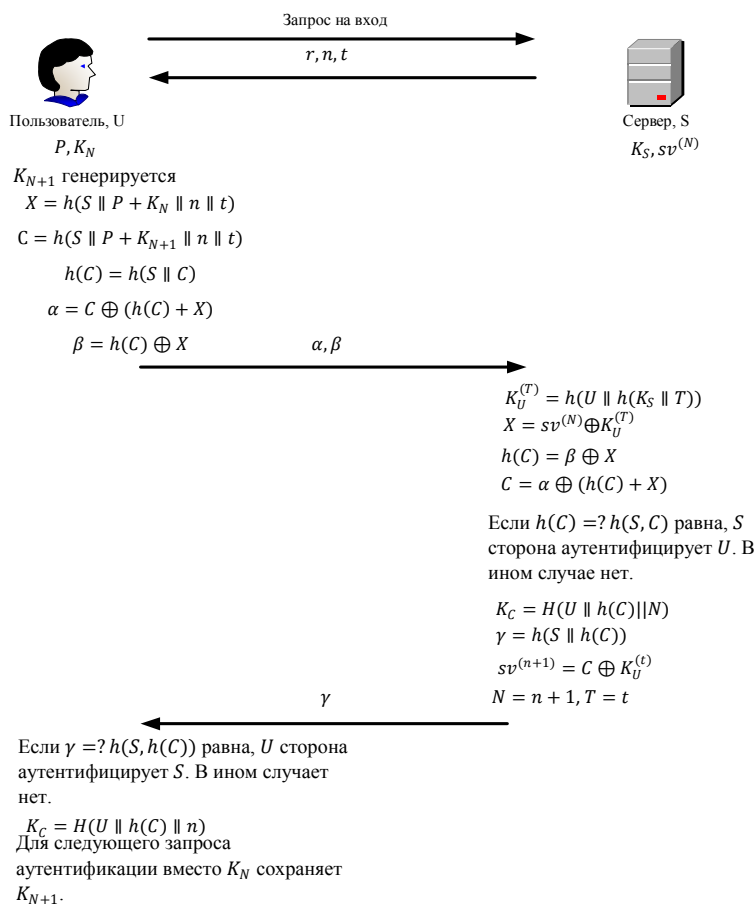 Запрос на вход
r, n, t
Пользователь, U
Сервер, S
P, K_N
K_S, sv^(N)
K_{N+1} генерируется
X = h(S ∥ P + K_N ∥ n ∥ t)
C = h(S ∥ P + K_{N+1} ∥ n ∥ t)
h(C) = h(S ∥ C)
α = C ⊕ (h(C) + X)
β = h(C) ⊕ X
α, β
K_U^(T) = h(U ∥ h(K_S ∥ T))
X = sv^(N)⊕K_U^(T)
h(C) = β ⊕ X
C = α ⊕ (h(C) + X)
Если h(C) =? h(S, C) равна, S
сторона аутентифицирует U. В
ином случае нет.
K_C = H(U ∥ h(C)||N)
γ = h(S ∥ h(C))
sv^(n+1) = C ⊕ K_U^(t)
N = n + 1, T = t
γ
Если γ =? h(S, h(C)) равна, U сторона
аутентифицирует S. В ином случает
нет.
K_C = H(U ∥ h(C) ∥ n)
Для следующего запроса
аутентификации вместо K_N сохраняет
K_{N+1}.